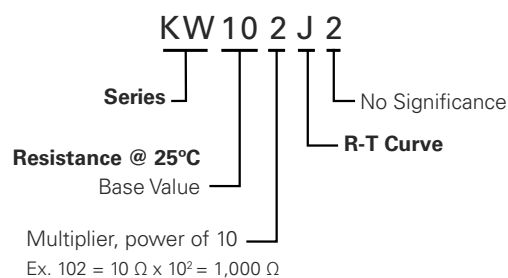 KW 10 2 J 2
Series
No Significance
R-T Curve
Resistance @ 25ºC
Base Value
Multiplier, power of 10
Ex. 102 = 10 Ω x 10² = 1,000 Ω